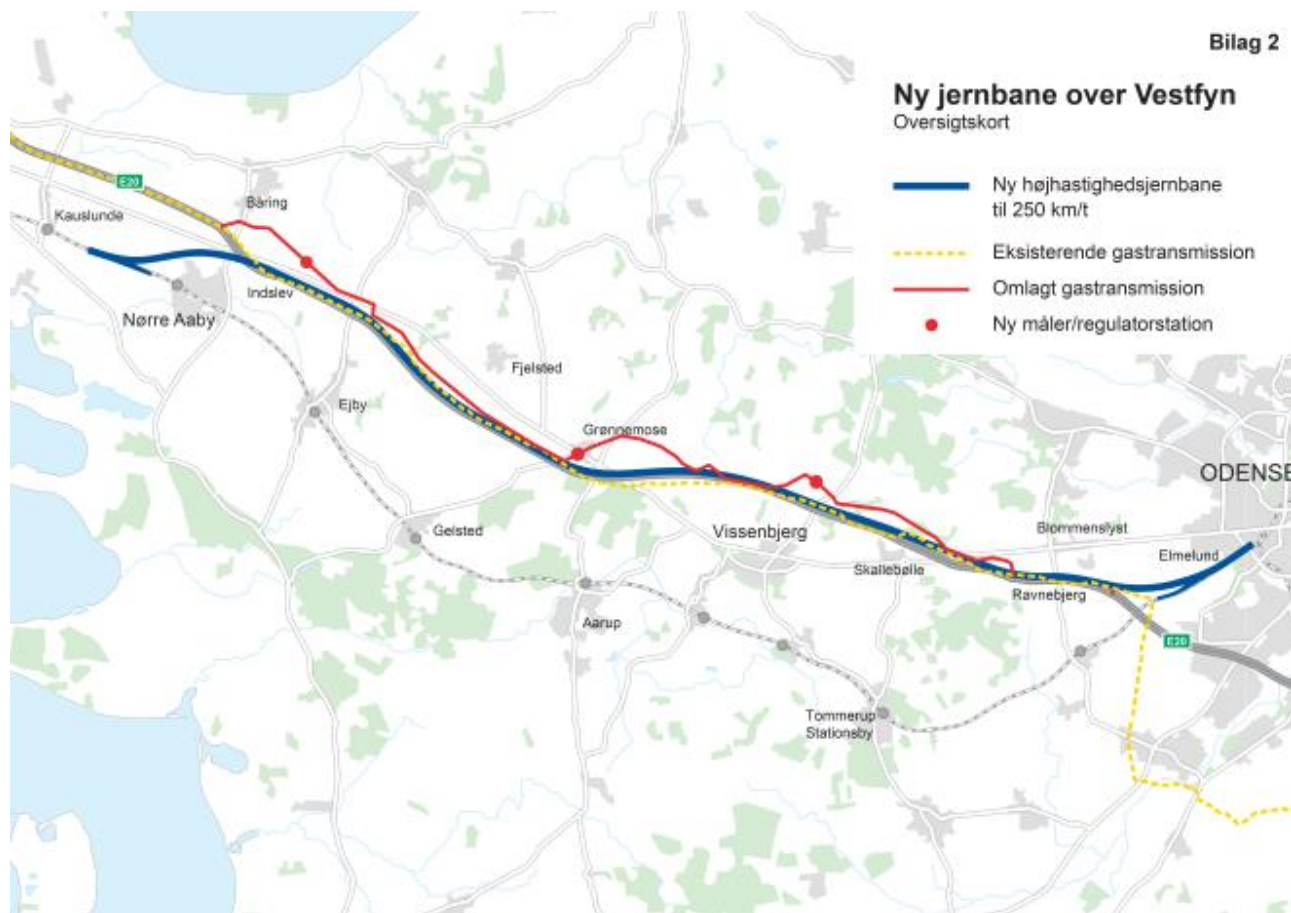 Bilag 2
Ny jernbane over Vestfyn
Oversigtskort
Ny højhastighedsjernbane
til 250 km/t
Eksisterende gastransmission
Omlagt gastransmission
Ny måler/regulatorstation
E20
Båring
Kauslunde
Indslev
Nørre Aaby
Fjelsted
Ejby
Grønnemose
ODENSE
Gelsted
Vissenbjerg
Blommenslyst
Elmelund
Skallebølle
Ravnebjerg
Aarup
E20
Tommerup
Stationsby